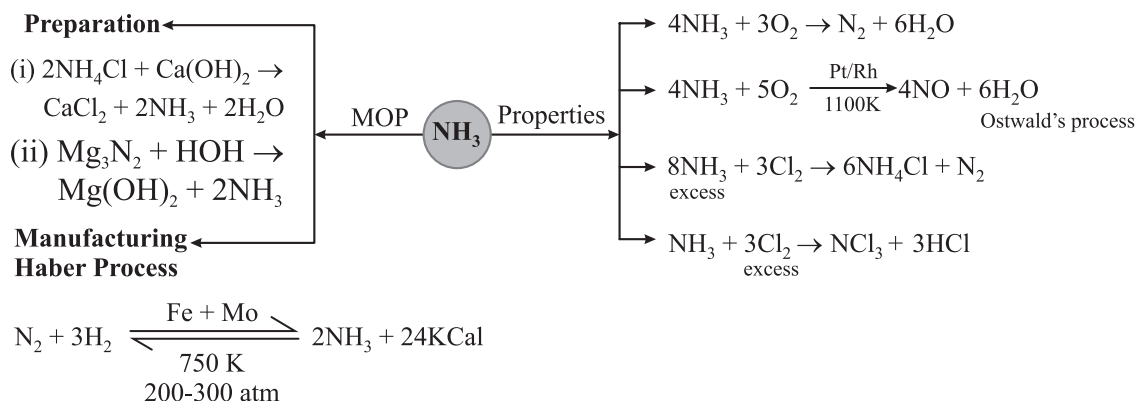 Preparation
(i) 2NH₄Cl + Ca(OH)₂ →
CaCl₂ + 2NH₃ + 2H₂O
(ii) Mg₃N₂ + HOH →
Mg(OH)₂ + 2NH₃
Manufacturing
Haber Process
N₂ + 3H₂ ⇌ 2NH₃ + 24KCal
Fe + Mo
750 K
200-300 atm
MOP
NH₃
Properties
4NH₃ + 3O₂ → N₂ + 6H₂O
4NH₃ + 5O₂ → 4NO + 6H₂O
Pt/Rh
1100K
Ostwald's process
8NH₃ + 3Cl₂ → 6NH₄Cl + N₂
excess
NH₃ + 3Cl₂ → NCl₃ + 3HCl
excess